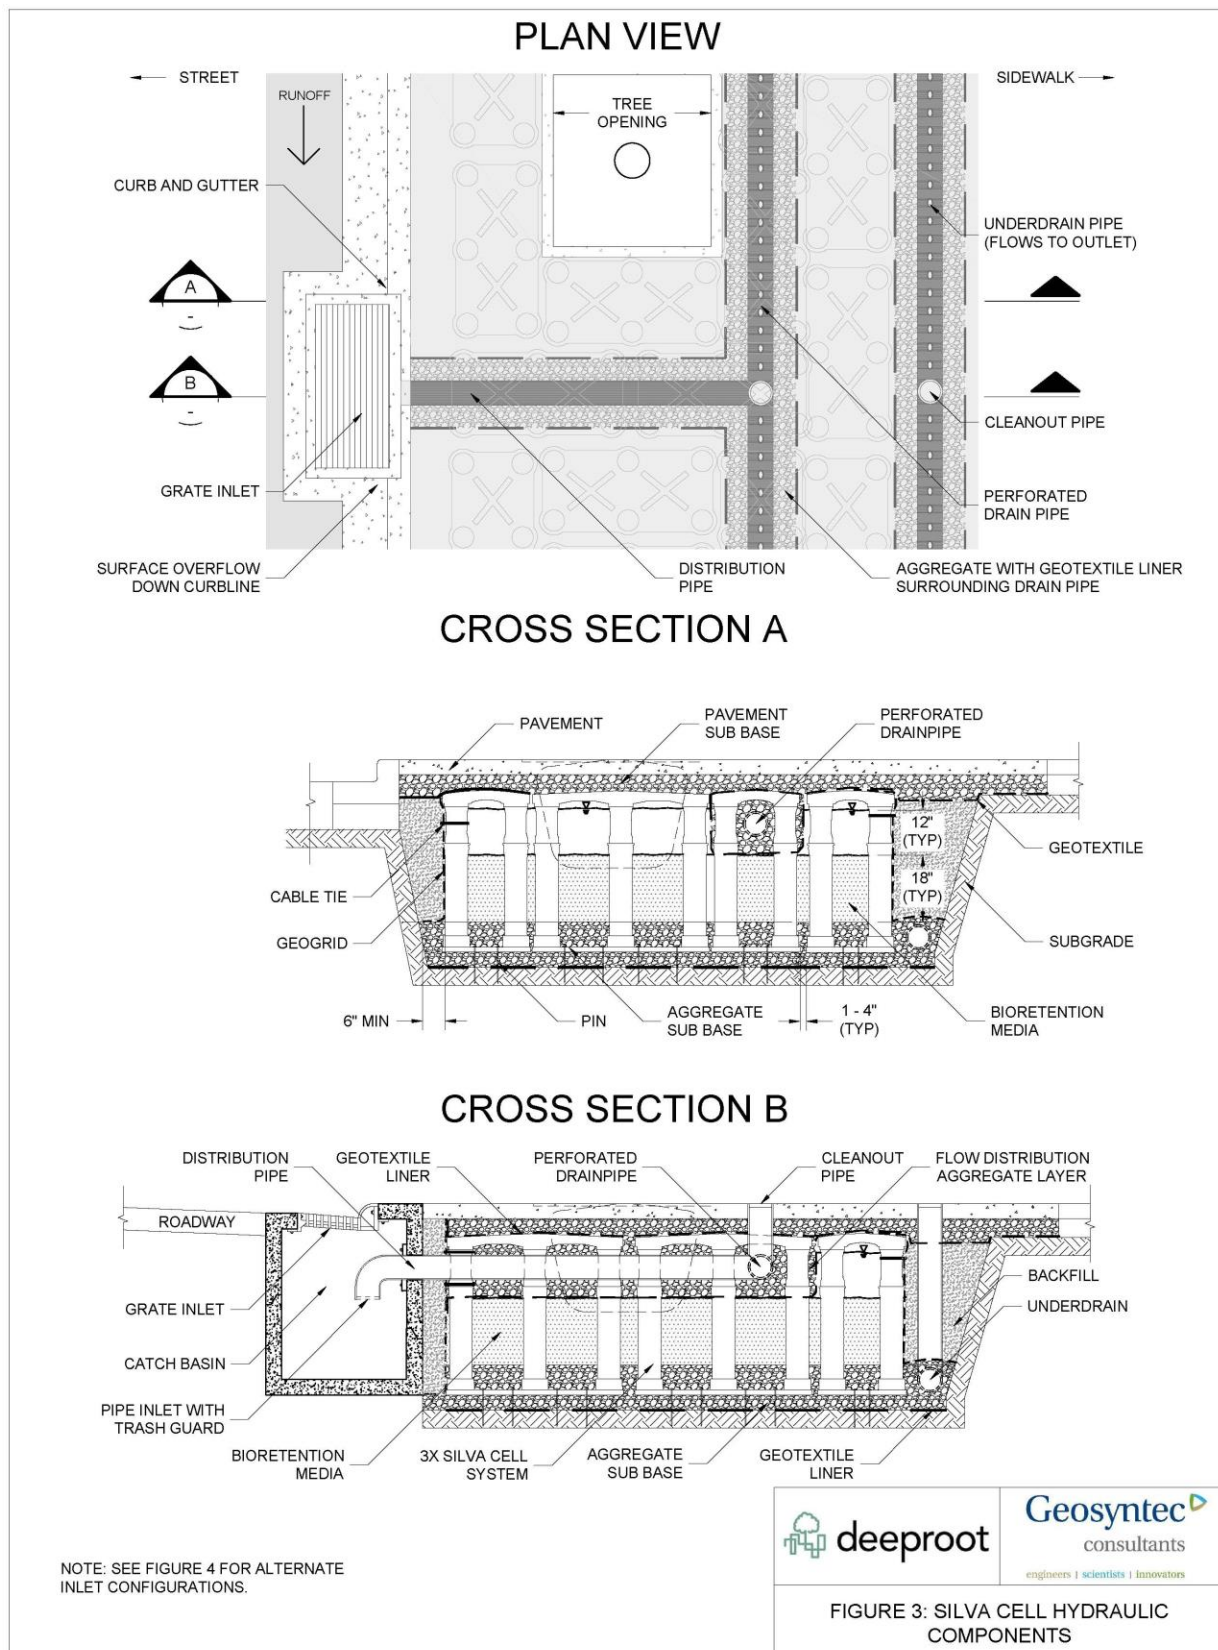 PLAN VIEW
STREET
SIDEWALK
RUNOFF
TREE
OPENING
CURB AND GUTTER
UNDERDRAIN PIPE
(FLOWS TO OUTLET)
A
-
B
-
CLEANOUT PIPE
GRATE INLET
PERFORATED
DRAIN PIPE
SURFACE OVERFLOW
DOWN CURBLINE
DISTRIBUTION
PIPE
AGGREGATE WITH GEOTEXTILE LINER
SURROUNDING DRAIN PIPE
CROSS SECTION A
PAVEMENT
PAVEMENT
SUB BASE
PERFORATED
DRAINPIPE
12"
(TYP)
GEOTEXTILE
18"
(TYP)
CABLE TIE
GEOGRID
SUBGRADE
6" MIN
PIN
AGGREGATE
SUB BASE
1 - 4"
(TYP)
BIORETENTION
MEDIA
CROSS SECTION B
DISTRIBUTION
PIPE
GEOTEXTILE
LINER
PERFORATED
DRAINPIPE
CLEANOUT
PIPE
FLOW DISTRIBUTION
AGGREGATE LAYER
ROADWAY
BACKFILL
GRATE INLET
UNDERDRAIN
CATCH BASIN
PIPE INLET WITH
TRASH GUARD
BIORETENTION
MEDIA
3X SILVA CELL
SYSTEM
AGGREGATE
SUB BASE
GEOTEXTILE
LINER
deeproot
Geosyntec
consultants
engineers | scientists | innovators
NOTE: SEE FIGURE 4 FOR ALTERNATE
INLET CONFIGURATIONS.
FIGURE 3: SILVA CELL HYDRAULIC
COMPONENTS